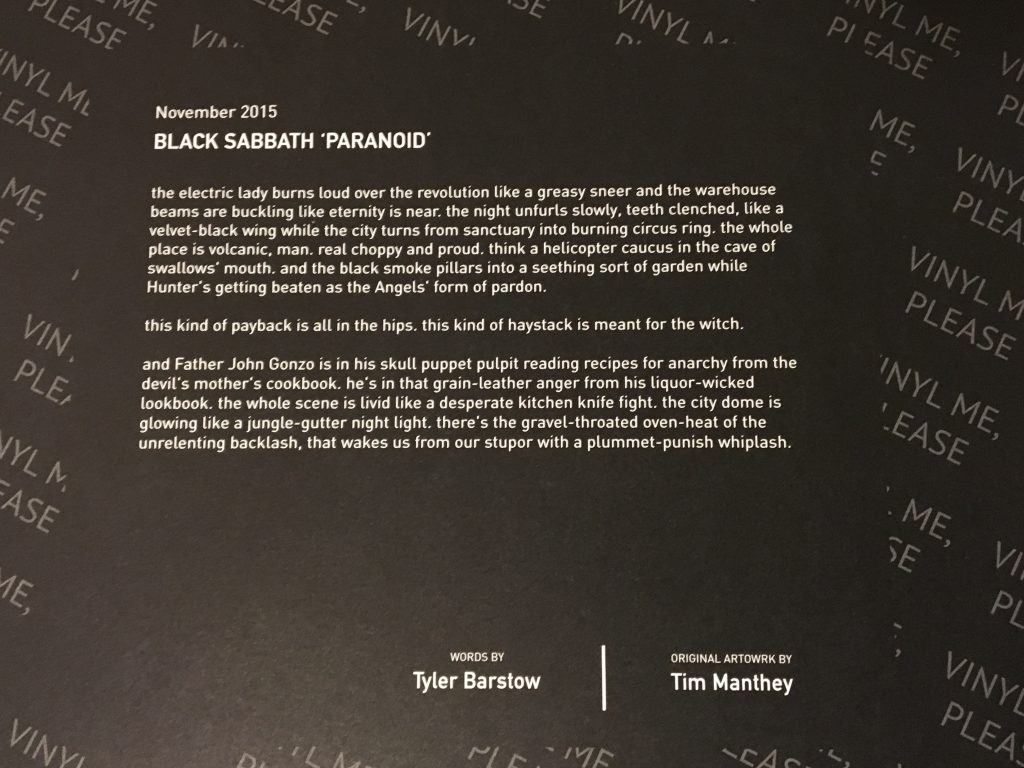 VINYL ME,
PLEASE
November 2015
BLACK SABBATH 'PARANOID'
the electric lady burns loud over the revolution like a greasy sneer and the warehouse
beams are buckling like eternity is near. the night unfurls slowly, teeth clenched, like a
velvet-black wing while the city turns from sanctuary into burning circus ring. the whole
place is volcanic, man. real choppy and proud. think a helicopter caucus in the cave of
swallows' mouth. and the black smoke pillars into a seething sort of garden while
Hunter's getting beaten as the Angels' form of pardon.
this kind of payback is all in the hips. this kind of haystack is meant for the witch.
and Father John Gonzo is in his skull puppet pulpit reading recipes for anarchy from the
devil's mother's cookbook. he's in that grain-leather anger from his liquor-wicked
lookbook. the whole scene is livid like a desperate kitchen knife fight. the city dome is
glowing like a jungle-gutter night light. there's the gravel-throated oven-heat of the
unrelenting backlash, that wakes us from our stupor with a plummet-punish whiplash.
WORDS BY
Tyler Barstow
ORIGINAL ARTOWRK BY
Tim Manthey